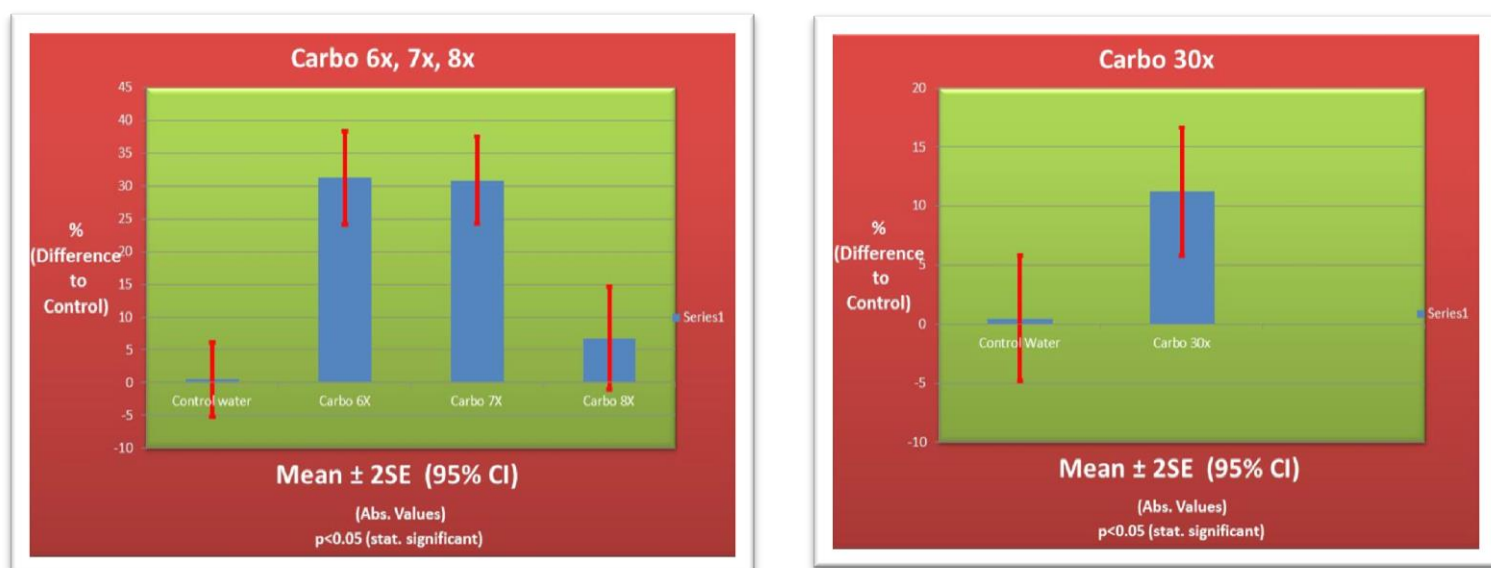 Carbo 6x, 7x, 8x
45
40
35
30
25
20
15
10
5
0
-5
-10
%
(Difference
to
Control)
Control water
Carbo 6X
Carbo 7X
Carbo 8X
Series1
Mean ± 2SE (95% CI)
(Abs. Values)
p<0.05 (stat. significant)
Carbo 30x
20
15
10
5
0
-5
-10
%
(Difference
to
Control)
Control Water
Carbo 30x
Series1
Mean ± 2SE (95% CI)
(Abs. Values)
p<0.05 (stat. significant)